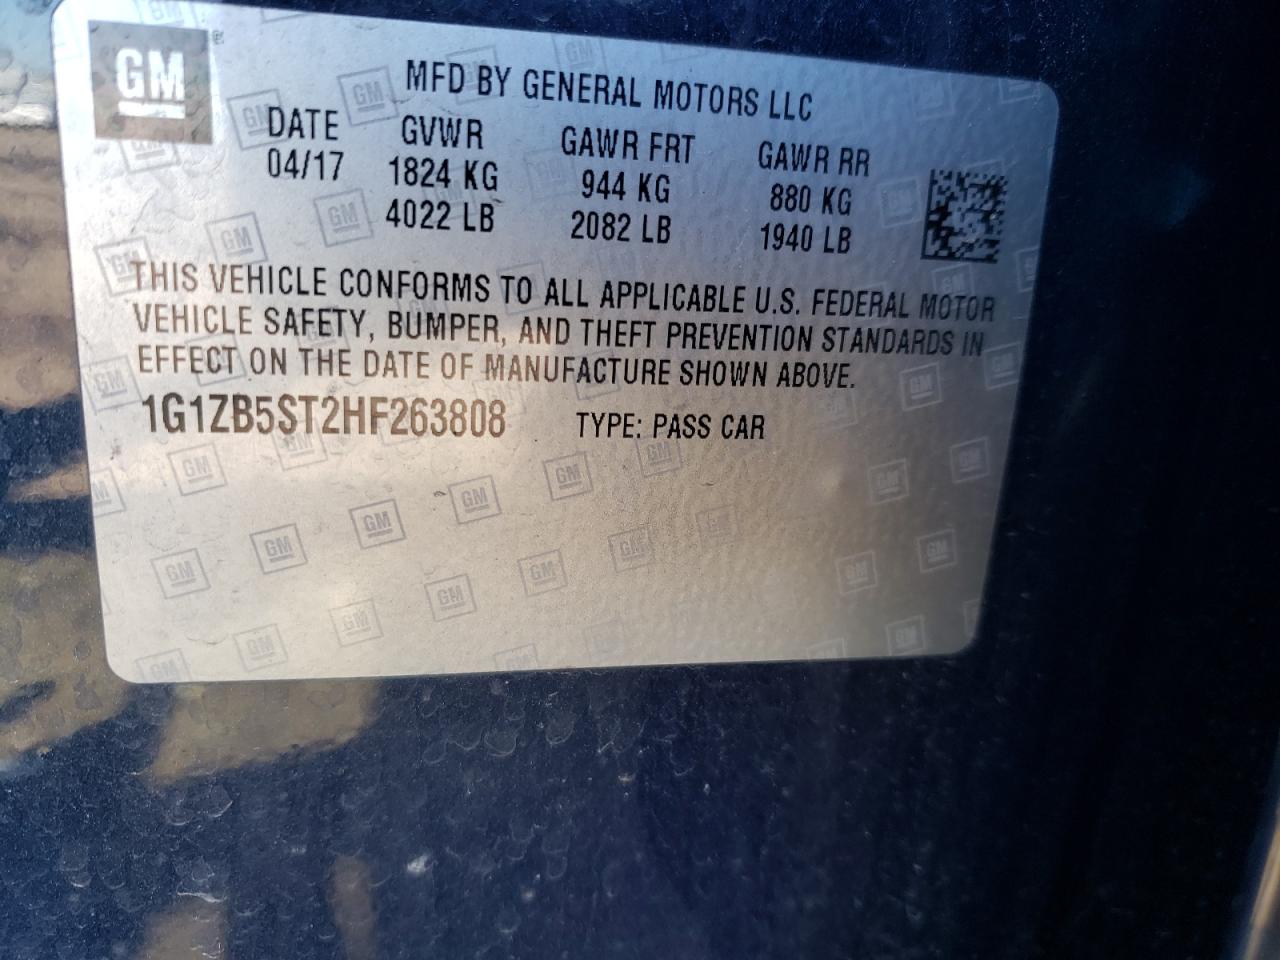 GM
MFD BY GENERAL MOTORS LLC
DATE GVWR GAWR FRT GAWR RR
04/17 1824 KG 944 KG 880 KG
4022 LB 2082 LB 1940 LB
THIS VEHICLE CONFORMS TO ALL APPLICABLE U.S. FEDERAL MOTOR
VEHICLE SAFETY, BUMPER, AND THEFT PREVENTION STANDARDS IN
EFFECT ON THE DATE OF MANUFACTURE SHOWN ABOVE.
1G1ZB5ST2HF263808 TYPE: PASS CAR